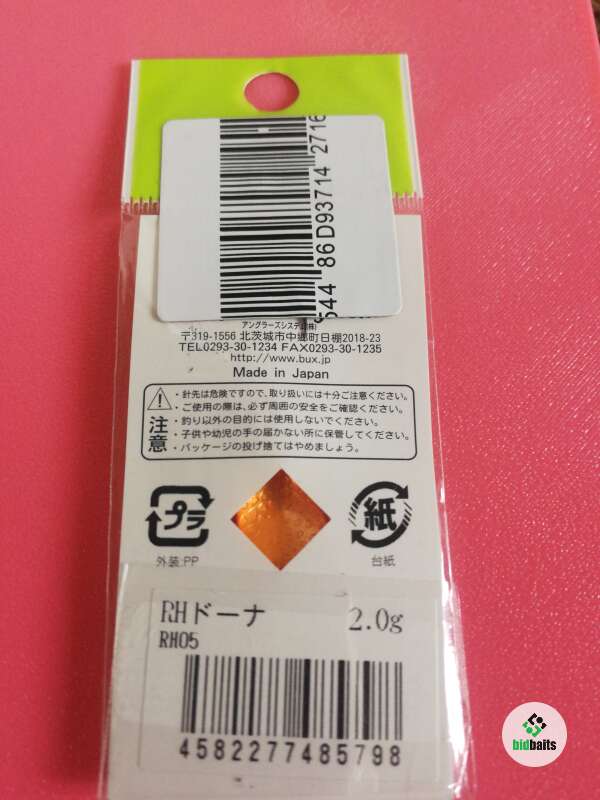 $44 86D93714 2716
アングラーズシステム(株)
〒319-1556 北茨城市中郷町日棚2018-23
TEL0293-30-1234 FAX0293-30-1235
http://www.bux.jp
Made in Japan
注意
・針先は危険ですので、取り扱いには十分ご注意ください。
・ご使用の際は、必ず周囲の安全をご確認ください。
・釣り以外の目的には使用しないでください。
・子供や幼児の手の届かない所に保管してください。
・パッケージの投げ捨てはやめましょう。
プラ
外装:PP
紙
台紙
RHドーナ 2.0g
RH05
4582277485798
bidbaits